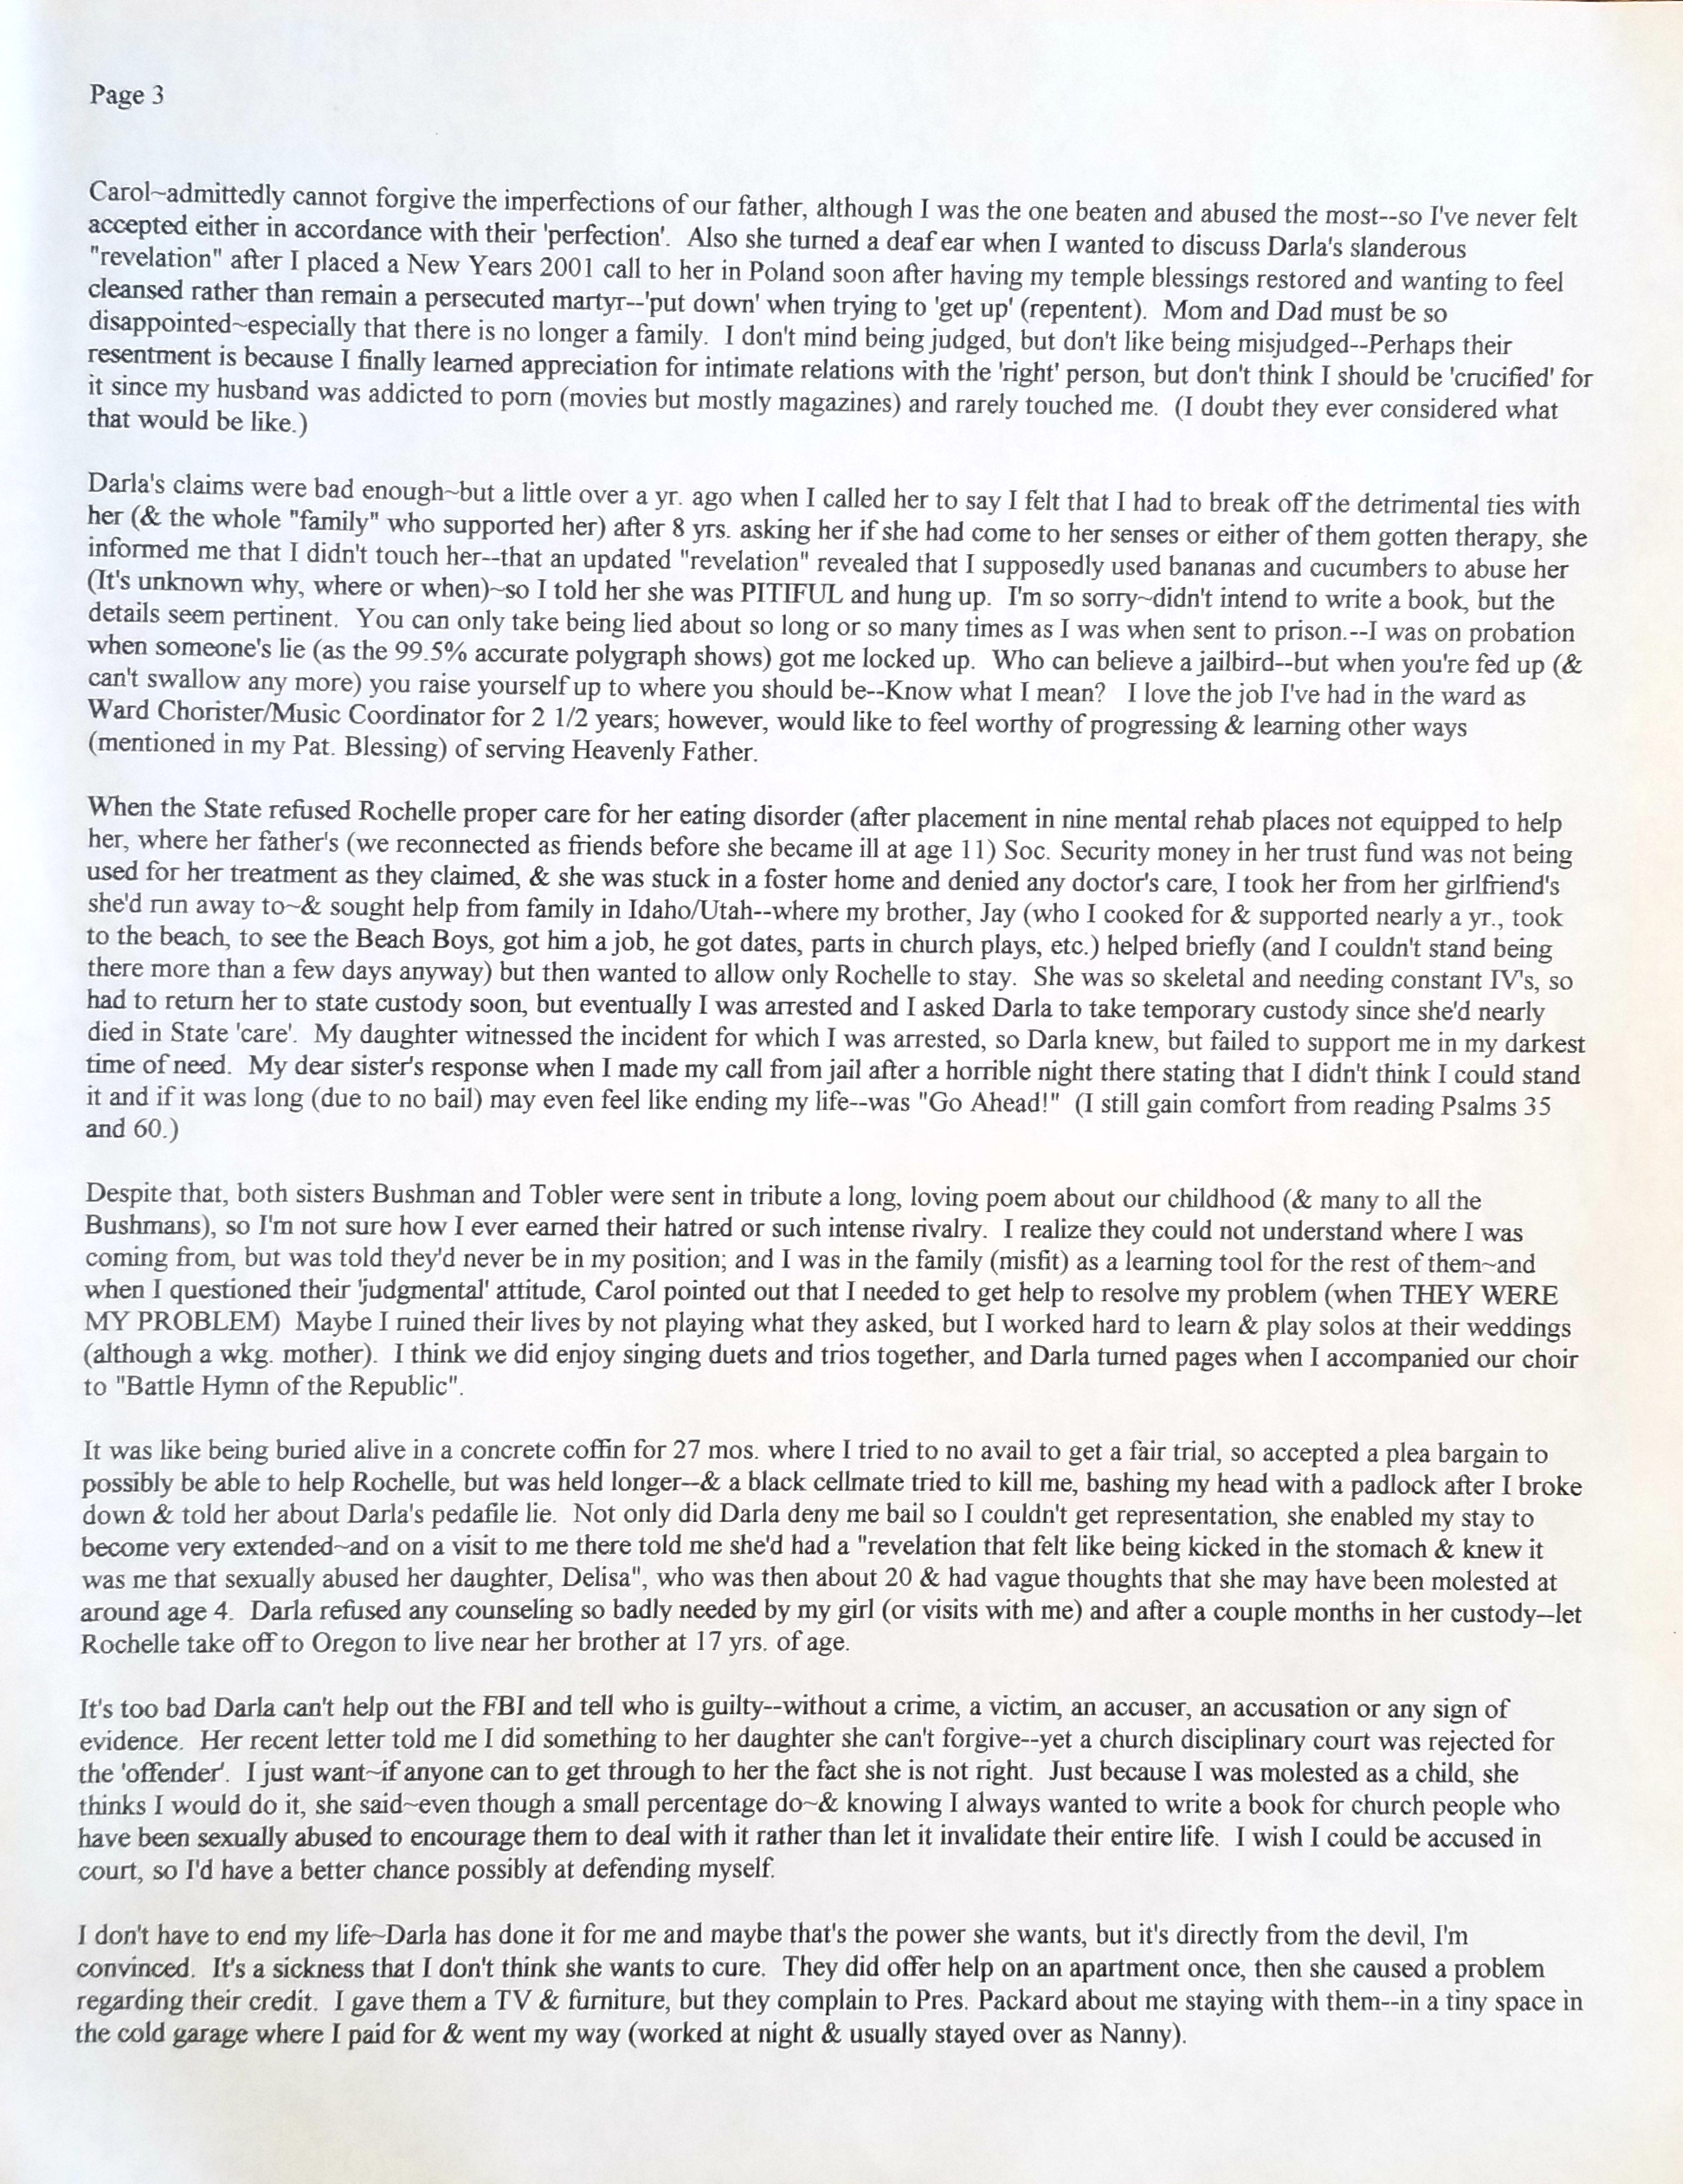 Page 3
Carol~admittedly cannot forgive the imperfections of our father, although I was the one beaten and abused the most--so I've never felt
accepted either in accordance with their 'perfection'.  Also she turned a deaf ear when I wanted to discuss Darla's slanderous
"revelation" after I placed a New Years 2001 call to her in Poland soon after having my temple blessings restored and wanting to feel
cleansed rather than remain a persecuted martyr--'put down' when trying to 'get up' (repentent).  Mom and Dad must be so
disappointed~especially that there is no longer a family.  I don't mind being judged, but don't like being misjudged--Perhaps their
resentment is because I finally learned appreciation for intimate relations with the 'right' person, but don't think I should be 'crucified' for
it since my husband was addicted to porn (movies but mostly magazines) and rarely touched me.  (I doubt they ever considered what
that would be like.)
Darla's claims were bad enough~but a little over a yr. ago when I called her to say I felt that I had to break off the detrimental ties with
her (& the whole "family" who supported her) after 8 yrs. asking her if she had come to her senses or either of them gotten therapy, she
informed me that I didn't touch her--that an updated "revelation" revealed that I supposedly used bananas and cucumbers to abuse her
(It's unknown why, where or when)~so I told her she was PITIFUL and hung up.  I'm so sorry~didn't intend to write a book, but the
details seem pertinent.  You can only take being lied about so long or so many times as I was when sent to prison.--I was on probation
when someone's lie (as the 99.5% accurate polygraph shows) got me locked up.  Who can believe a jailbird--but when you're fed up (&
can't swallow any more) you raise yourself up to where you should be--Know what I mean?   I love the job I've had in the ward as
Ward Chorister/Music Coordinator for 2 1/2 years; however, would like to feel worthy of progressing & learning other ways
(mentioned in my Pat. Blessing) of serving Heavenly Father.
When the State refused Rochelle proper care for her eating disorder (after placement in nine mental rehab places not equipped to help
her, where her father's (we reconnected as friends before she became ill at age 11) Soc. Security money in her trust fund was not being
used for her treatment as they claimed, & she was stuck in a foster home and denied any doctor's care, I took her from her girlfriend's
she'd run away to~& sought help from family in Idaho/Utah--where my brother, Jay (who I cooked for & supported nearly a yr., took
to the beach, to see the Beach Boys, got him a job, he got dates, parts in church plays, etc.) helped briefly (and I couldn't stand being
there more than a few days anyway) but then wanted to allow only Rochelle to stay.  She was so skeletal and needing constant IV's, so
had to return her to state custody soon, but eventually I was arrested and I asked Darla to take temporary custody since she'd nearly
died in State 'care'.  My daughter witnessed the incident for which I was arrested, so Darla knew, but failed to support me in my darkest
time of need.  My dear sister's response when I made my call from jail after a horrible night there stating that I didn't think I could stand
it and if it was long (due to no bail) may even feel like ending my life--was "Go Ahead!"  (I still gain comfort from reading Psalms 35
and 60.)
Despite that, both sisters Bushman and Tobler were sent in tribute a long, loving poem about our childhood (& many to all the
Bushmans), so I'm not sure how I ever earned their hatred or such intense rivalry.  I realize they could not understand where I was
coming from, but was told they'd never be in my position; and I was in the family (misfit) as a learning tool for the rest of them~and
when I questioned their 'judgmental' attitude, Carol pointed out that I needed to get help to resolve my problem (when THEY WERE
MY PROBLEM)  Maybe I ruined their lives by not playing what they asked, but I worked hard to learn & play solos at their weddings
(although a wkg. mother).  I think we did enjoy singing duets and trios together, and Darla turned pages when I accompanied our choir
to "Battle Hymn of the Republic".
It was like being buried alive in a concrete coffin for 27 mos. where I tried to no avail to get a fair trial, so accepted a plea bargain to
possibly be able to help Rochelle, but was held longer--& a black cellmate tried to kill me, bashing my head with a padlock after I broke
down & told her about Darla's pedafile lie.  Not only did Darla deny me bail so I couldn't get representation, she enabled my stay to
become very extended~and on a visit to me there told me she'd had a "revelation that felt like being kicked in the stomach & knew it
was me that sexually abused her daughter, Delisa", who was then about 20 & had vague thoughts that she may have been molested at
around age 4.  Darla refused any counseling so badly needed by my girl (or visits with me) and after a couple months in her custody--let
Rochelle take off to Oregon to live near her brother at 17 yrs. of age.
It's too bad Darla can't help out the FBI and tell who is guilty--without a crime, a victim, an accuser, an accusation or any sign of
evidence.  Her recent letter told me I did something to her daughter she can't forgive--yet a church disciplinary court was rejected for
the 'offender'.  I just want~if anyone can to get through to her the fact she is not right.  Just because I was molested as a child, she
thinks I would do it, she said~even though a small percentage do~& knowing I always wanted to write a book for church people who
have been sexually abused to encourage them to deal with it rather than let it invalidate their entire life.  I wish I could be accused in
court, so I'd have a better chance possibly at defending myself.
I don't have to end my life~Darla has done it for me and maybe that's the power she wants, but it's directly from the devil, I'm
convinced.  It's a sickness that I don't think she wants to cure.  They did offer help on an apartment once, then she caused a problem
regarding their credit.  I gave them a TV & furniture, but they complain to Pres. Packard about me staying with them--in a tiny space in
the cold garage where I paid for & went my way (worked at night & usually stayed over as Nanny).